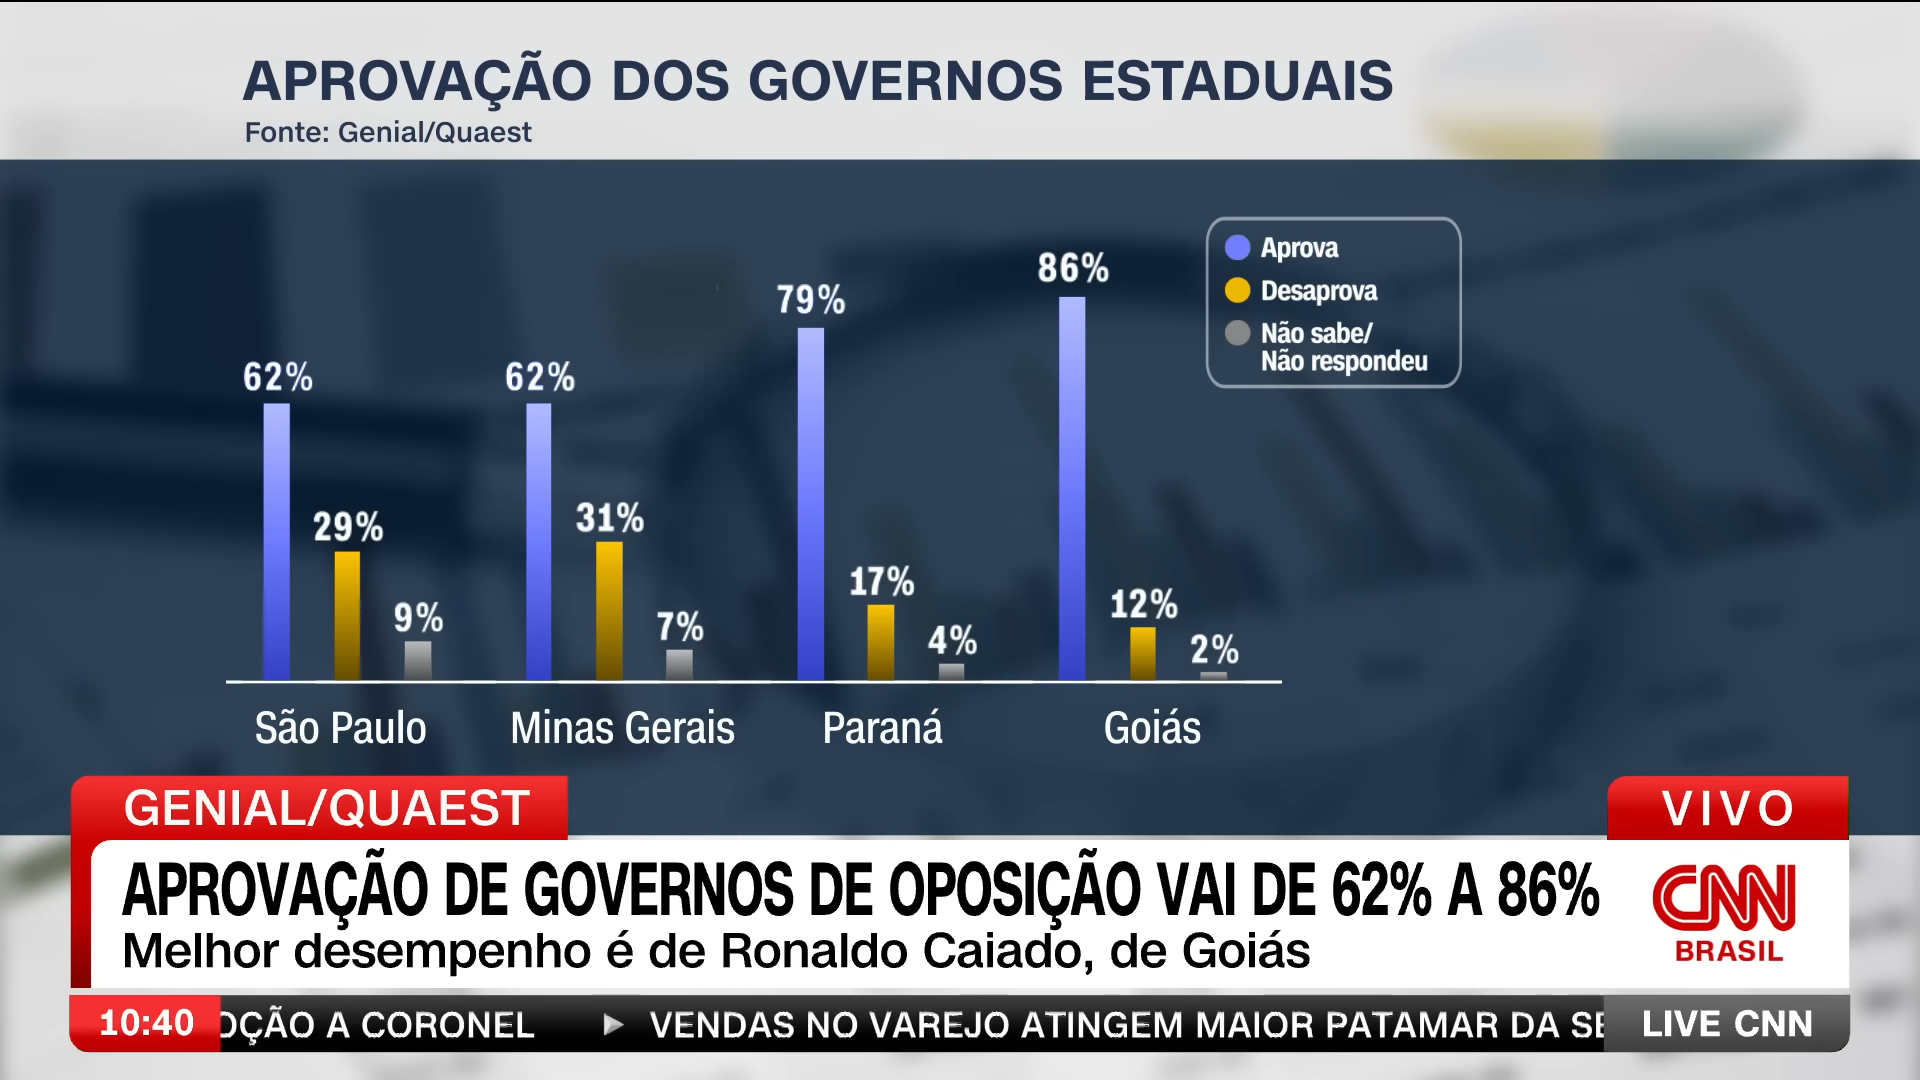 APROVAÇÃO DOS GOVERNOS ESTADUAIS
Fonte: Genial/Quaest
Aprova
Desaprova
Não sabe/
Não respondeu
62%
29%
9%
62%
31%
7%
79%
17%
4%
86%
12%
2%
São Paulo
Minas Gerais
Paraná
Goiás
GENIAL/QUAEST
VIVO
APROVAÇÃO DE GOVERNOS DE OPOSIÇÃO VAI DE 62% A 86%
Melhor desempenho é de Ronaldo Caiado, de Goiás
CNN
BRASIL
10:40
OÇÃO A CORONEL ▶ VENDAS NO VAREJO ATINGEM MAIOR PATAMAR DA SE
LIVE CNN